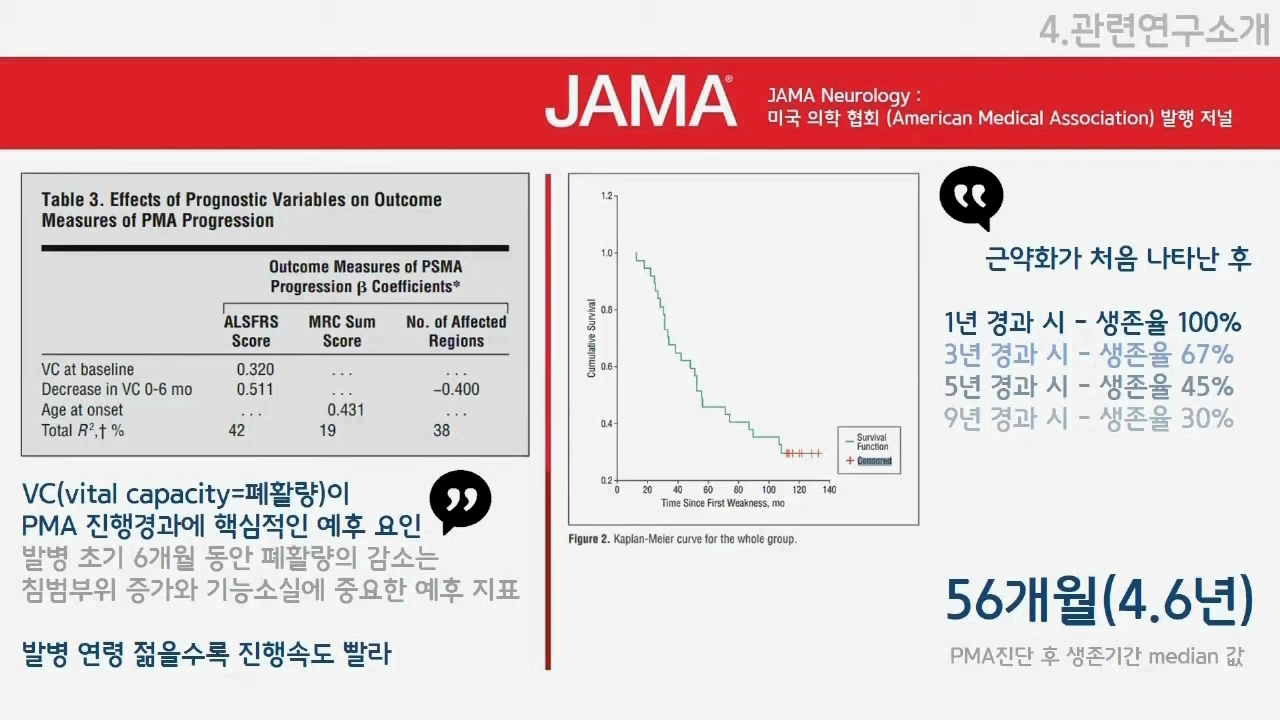 4.관련연구소개
JAMA®
JAMA Neurology :
미국 의학 협회 (American Medical Association) 발행 저널
Table 3. Effects of Prognostic Variables on Outcome
Measures of PMA Progression
Outcome Measures of PSMA
Progression β Coefficients*
ALSFRS Score MRC Sum Score No. of Affected Regions
VC at baseline 0.320 . . . . . .
Decrease in VC 0-6 mo 0.511 . . . −0.400
Age at onset . . . 0.431 . . .
Total R²,† % 42 19 38
VC(vital capacity=폐활량)이
PMA 진행경과에 핵심적인 예후 요인
발병 초기 6개월 동안 폐활량의 감소는
침범부위 증가와 기능소실에 중요한 예후 지표
발병 연령 젊을수록 진행속도 빨라
1.2
1.0
0.8
0.6
0.4
0.2
Cumulative Survival
0 20 40 60 80 100 120 140
Time Since First Weakness, mo
Survival
Function
Censored
Figure 2. Kaplan-Meier curve for the whole group.
근약화가 처음 나타난 후
1년 경과 시 - 생존율 100%
3년 경과 시 - 생존율 67%
5년 경과 시 - 생존율 45%
9년 경과 시 - 생존율 30%
56개월(4.6년)
PMA진단 후 생존기간 median 값